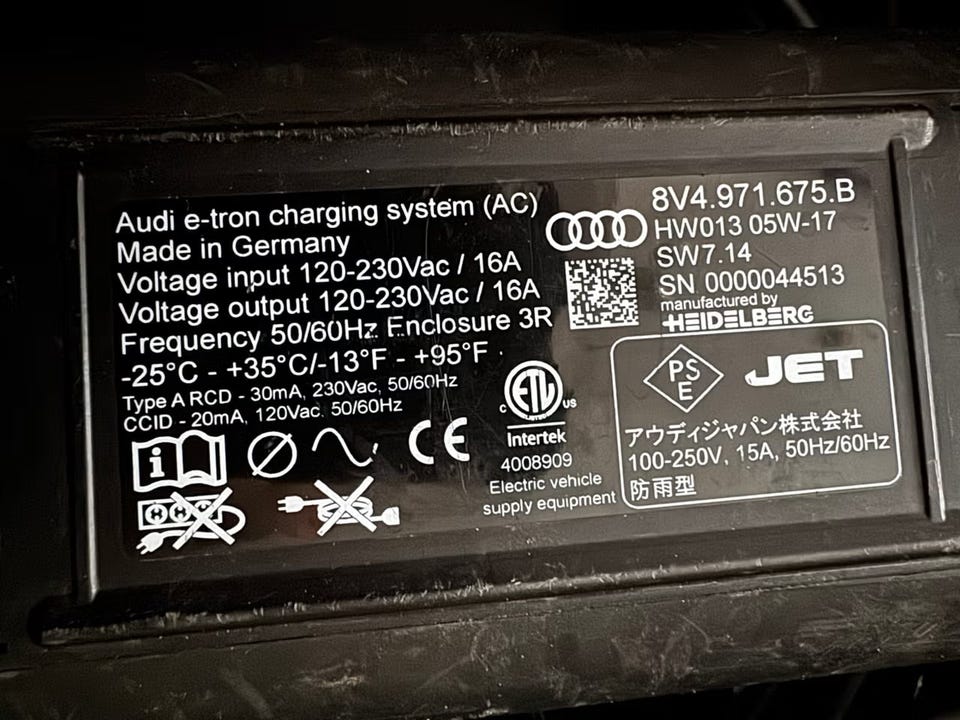 Audi e-tron charging system (AC)
Made in Germany
Voltage input 120-230Vac / 16A
Voltage output 120-230Vac / 16A
Frequency 50/60Hz Enclosure 3R
-25°C - +35°C/-13°F - +95°F
Type A RCD - 30mA, 230Vac, 50/60Hz
CCID - 20mA, 120Vac, 50/60Hz
i
CE
8V4.971.675.B
HW013 05W-17
SW7.14
SN 0000044513
manufactured by
HEIDELBERG
C ETL US
LISTED
Intertek
4008909
Electric vehicle
supply equipment
PS
E
JET
アウディジャパン株式会社
100-250V, 15A, 50Hz/60Hz
防雨型